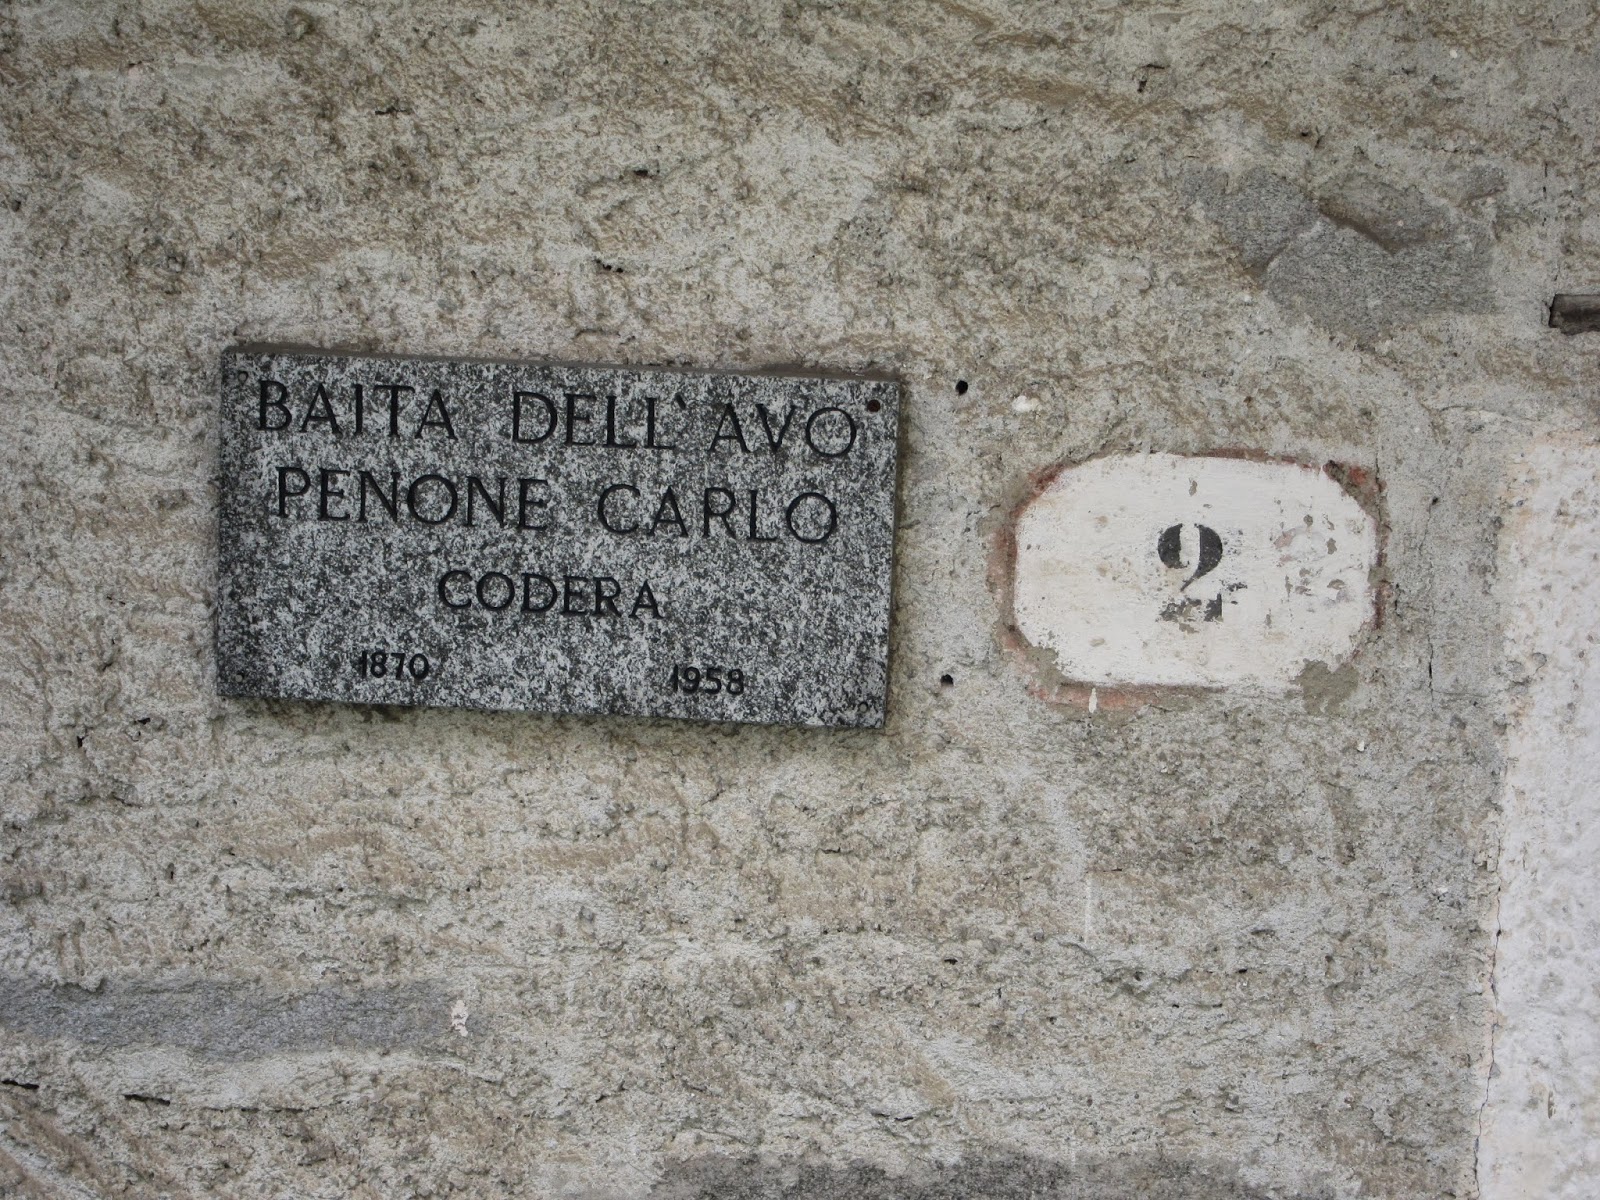 BAITA DELL'AVO
PENONE CARLO
CODERA
1870 1958
2